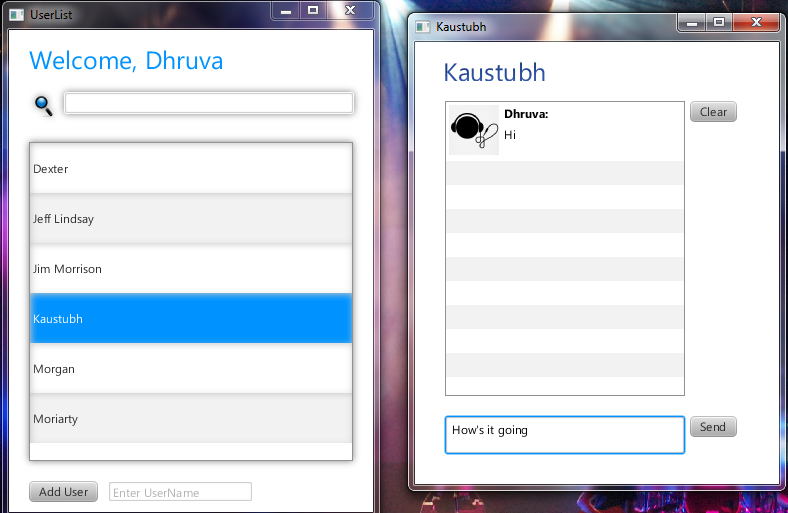 UserList
Welcome, Dhruva
Dexter
Jeff Lindsay
Jim Morrison
Kaustubh
Morgan
Moriarty
Add User
Enter UserName
Kaustubh
Kaustubh
Dhruva:
Hi
Clear
How's it going
Send